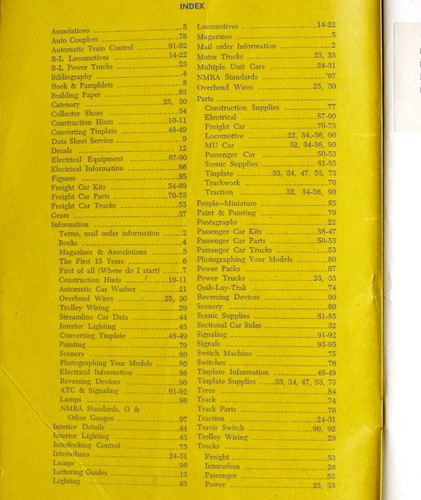 INDEX
Associations 5
Auto Couplers 78
Automatic Train Control 91-92
B-L Locomotives 14-22
B-L Power Trucks 23
Bibliography 4
Book & Pamphlets 8
Building Paper 83
Catenary 25, 30
Collector Shoes 34
Construction Hints 10-11
Converting Tinplate 48-49
Data Sheet Service 9
Decals 12
Electrical Equipment 87-90
Electrical Information 86
Figures 85
Freight Car Kits 54-69
Freight Car Parts 70-73
Freight Car Trucks 53
Gears 37
Information
Terms, mail order information 2
Books 4
Magazines & Associations 5
The First 15 Years 6
First of all (Where do I start) 7
Construction Hints 10-11
Automatic Car Washer 21
Overhead Wires 25, 30
Trolley Wiring 29
Streamline Car Data 44
Interior Lighting 43
Converting Tinplate 48-49
Painting 79
Scenery 80
Photographing Your Models 80
Electrical Information 86
Reversing Devices 90
ATC & Signaling 91-92
Lamps 96
NMRA Standards, O &
Other Gauges 97
Interior Details 44
Interior Lighting 43
Interlocking Control 75
Interurbans 24-31
Lamps 96
Lettering Guides 13
Lighting 43
Locomotives 14-22
Magazines 5
Mail order Information 2
Motor Trucks 23, 33
Multiple Unit Cars 24-31
NMRA Standards 97
Overhead Wires 25, 30
Parts
Construction Supplies 77
Electrical 87-90
Freight Car 70-73
Locomotive 22, 34-36, 90
MU Car 32, 34-36, 90
Passenger Car 50-53
Scenic Supplies 81-85
Tinplate 33, 34, 47, 53, 73
Trackwork 76
Traction 32, 34-36, 90
People—Miniature 85
Paint & Painting 79
Pantagraphs 22
Passenger Car Kits 38-47
Passenger Car Parts 50-53
Passenger Car Trucks 53
Photographing Your Models 80
Power Packs 87
Power Trucks 23, 33
Quik-Lay-Trak 74
Reversing Devices 90
Scenery 80
Scenic Supplies 81-85
Sectional Car Sides 32
Signaling 91-92
Signals 93-95
Switch Machine 75
Switches 76
Tinplate Information 48-49
Tinplate Supplies 33, 34, 47, 53, 73
Trees 84
Track 74
Track Parts 76
Traction 24-31
Travis Switch 90, 92
Trolley Wiring 29
Trucks
Freight 53
Interurban 26
Passenger 53
Power 23, 33